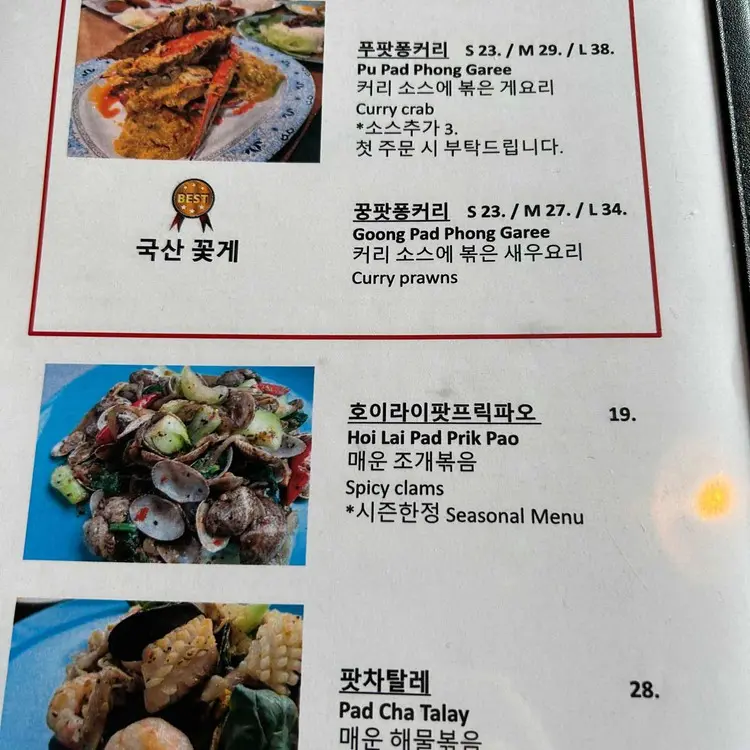 푸팟퐁커리 S 23. / M 29. / L 38.
Pu Pad Phong Garee
커리 소스에 볶은 게요리
Curry crab
*소스추가 3.
첫 주문 시 부탁드립니다.
BEST
국산 꽃게
꿍팟퐁커리 S 23. / M 27. / L 34.
Goong Pad Phong Garee
커리 소스에 볶은 새우요리
Curry prawns
호이라이팟프릭파오 19.
Hoi Lai Pad Prik Pao
매운 조개볶음
Spicy clams
*시즌한정 Seasonal Menu
팟차탈레 28.
Pad Cha Talay
매운 해물볶음